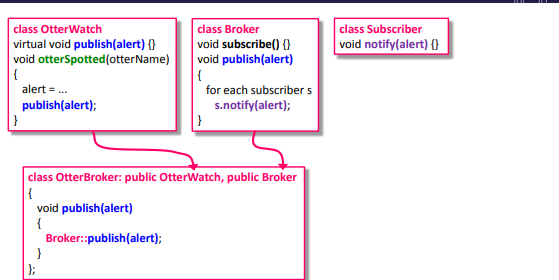 class OtterWatch
virtual void publish(alert) {}
void otterSpotted(otterName)
{
alert = ...
publish(alert);
}
class Broker
void subscribe() {}
void publish(alert)
{
for each subscriber s
s.notify(alert);
}
class Subscriber
void notify(alert) {}
class OtterBroker: public OtterWatch, public Broker
{
void publish(alert)
{
Broker::publish(alert);
}
};